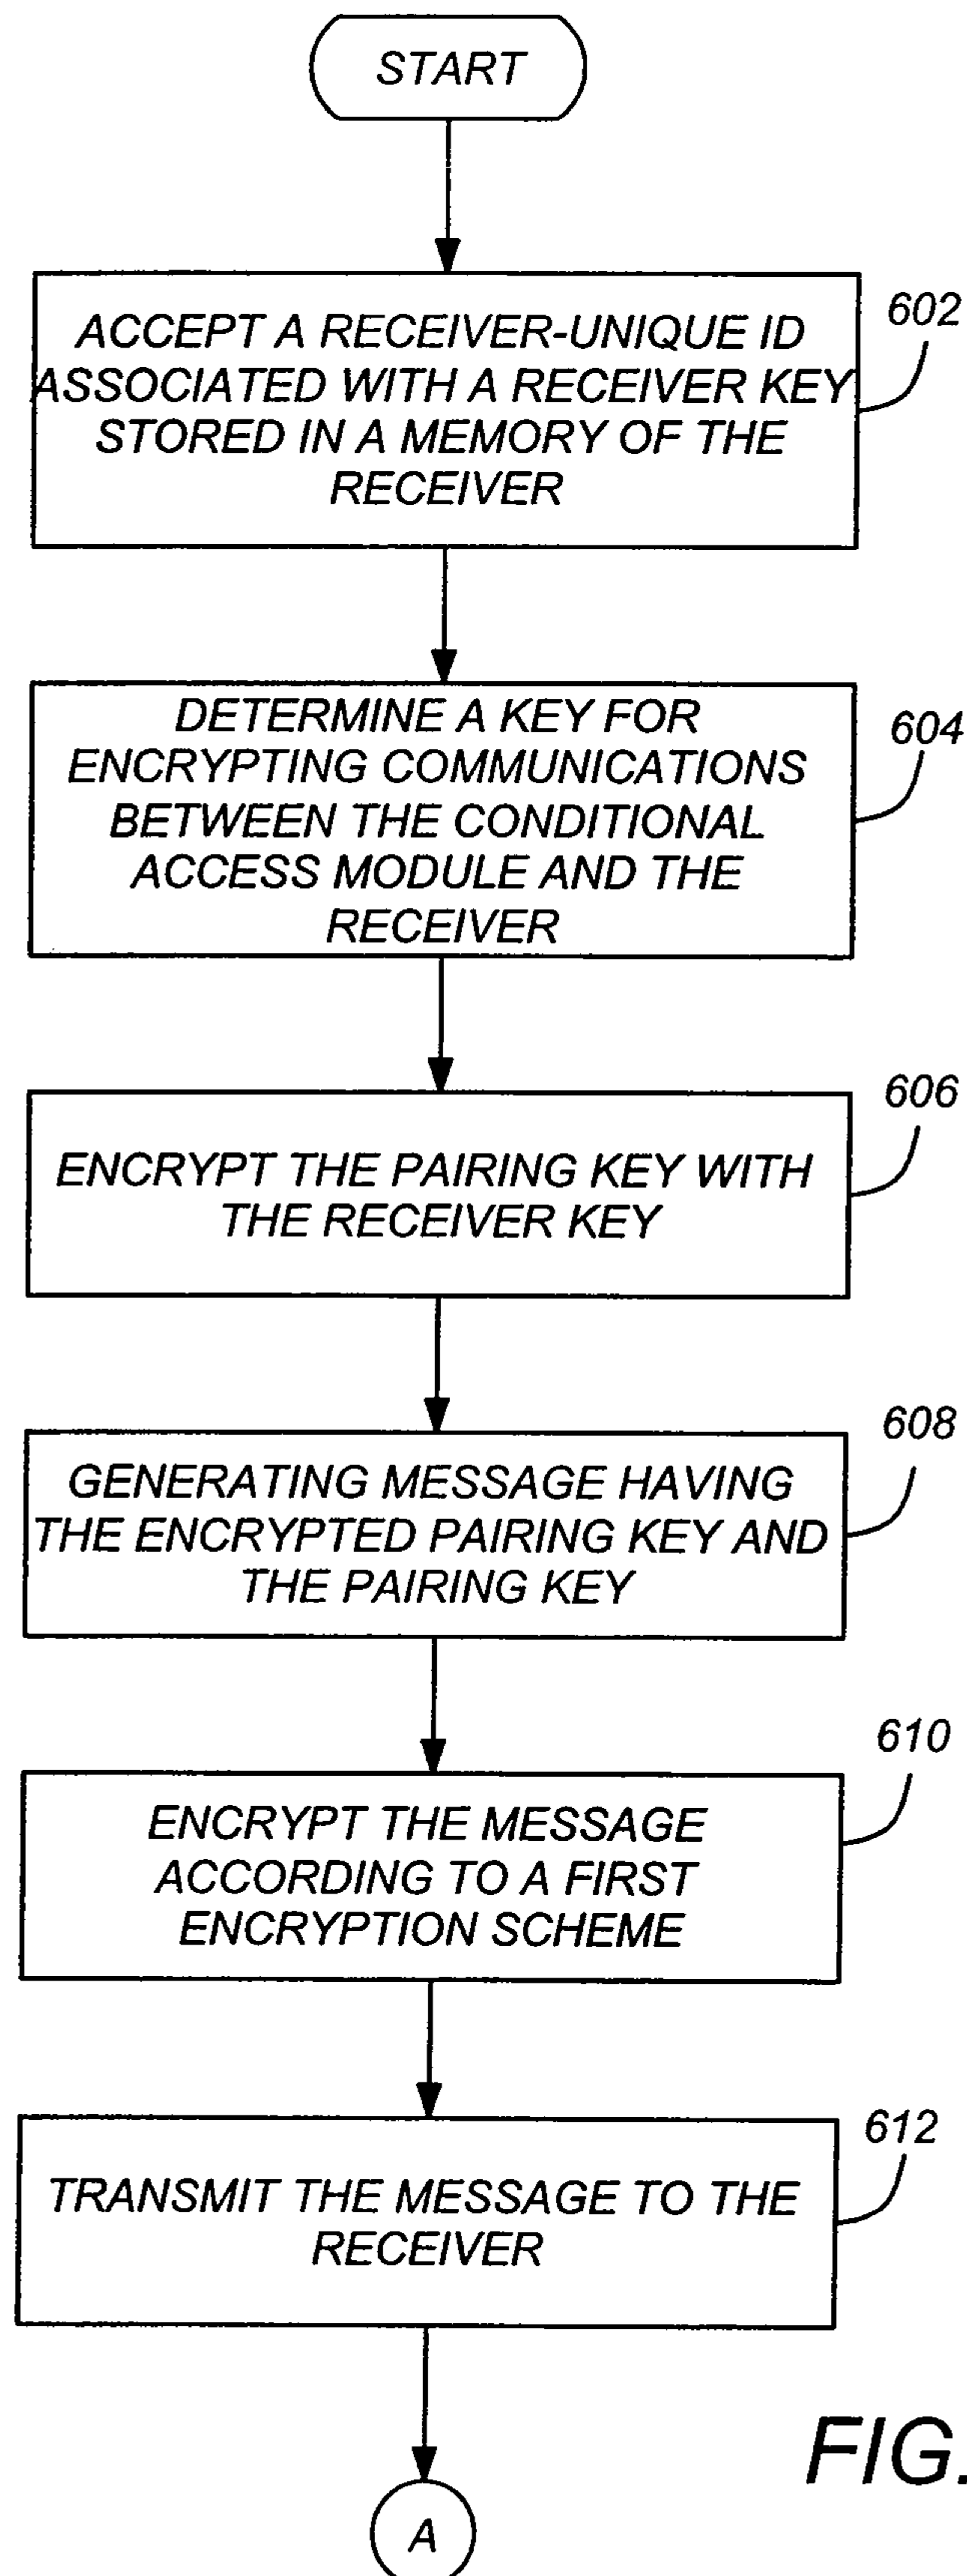 START
602
ACCEPT A RECEIVER-UNIQUE ID
ASSOCIATED WITH A RECEIVER KEY
STORED IN A MEMORY OF THE
RECEIVER
604
DETERMINE A KEY FOR
ENCRYPTING COMMUNICATIONS
BETWEEN THE CONDITIONAL
ACCESS MODULE AND THE
RECEIVER
606
ENCRYPT THE PAIRING KEY WITH
THE RECEIVER KEY
608
GENERATING MESSAGE HAVING
THE ENCRYPTED PAIRING KEY AND
THE PAIRING KEY
610
ENCRYPT THE MESSAGE
ACCORDING TO A FIRST
ENCRYPTION SCHEME
612
TRANSMIT THE MESSAGE TO THE
RECEIVER
FIG.
A